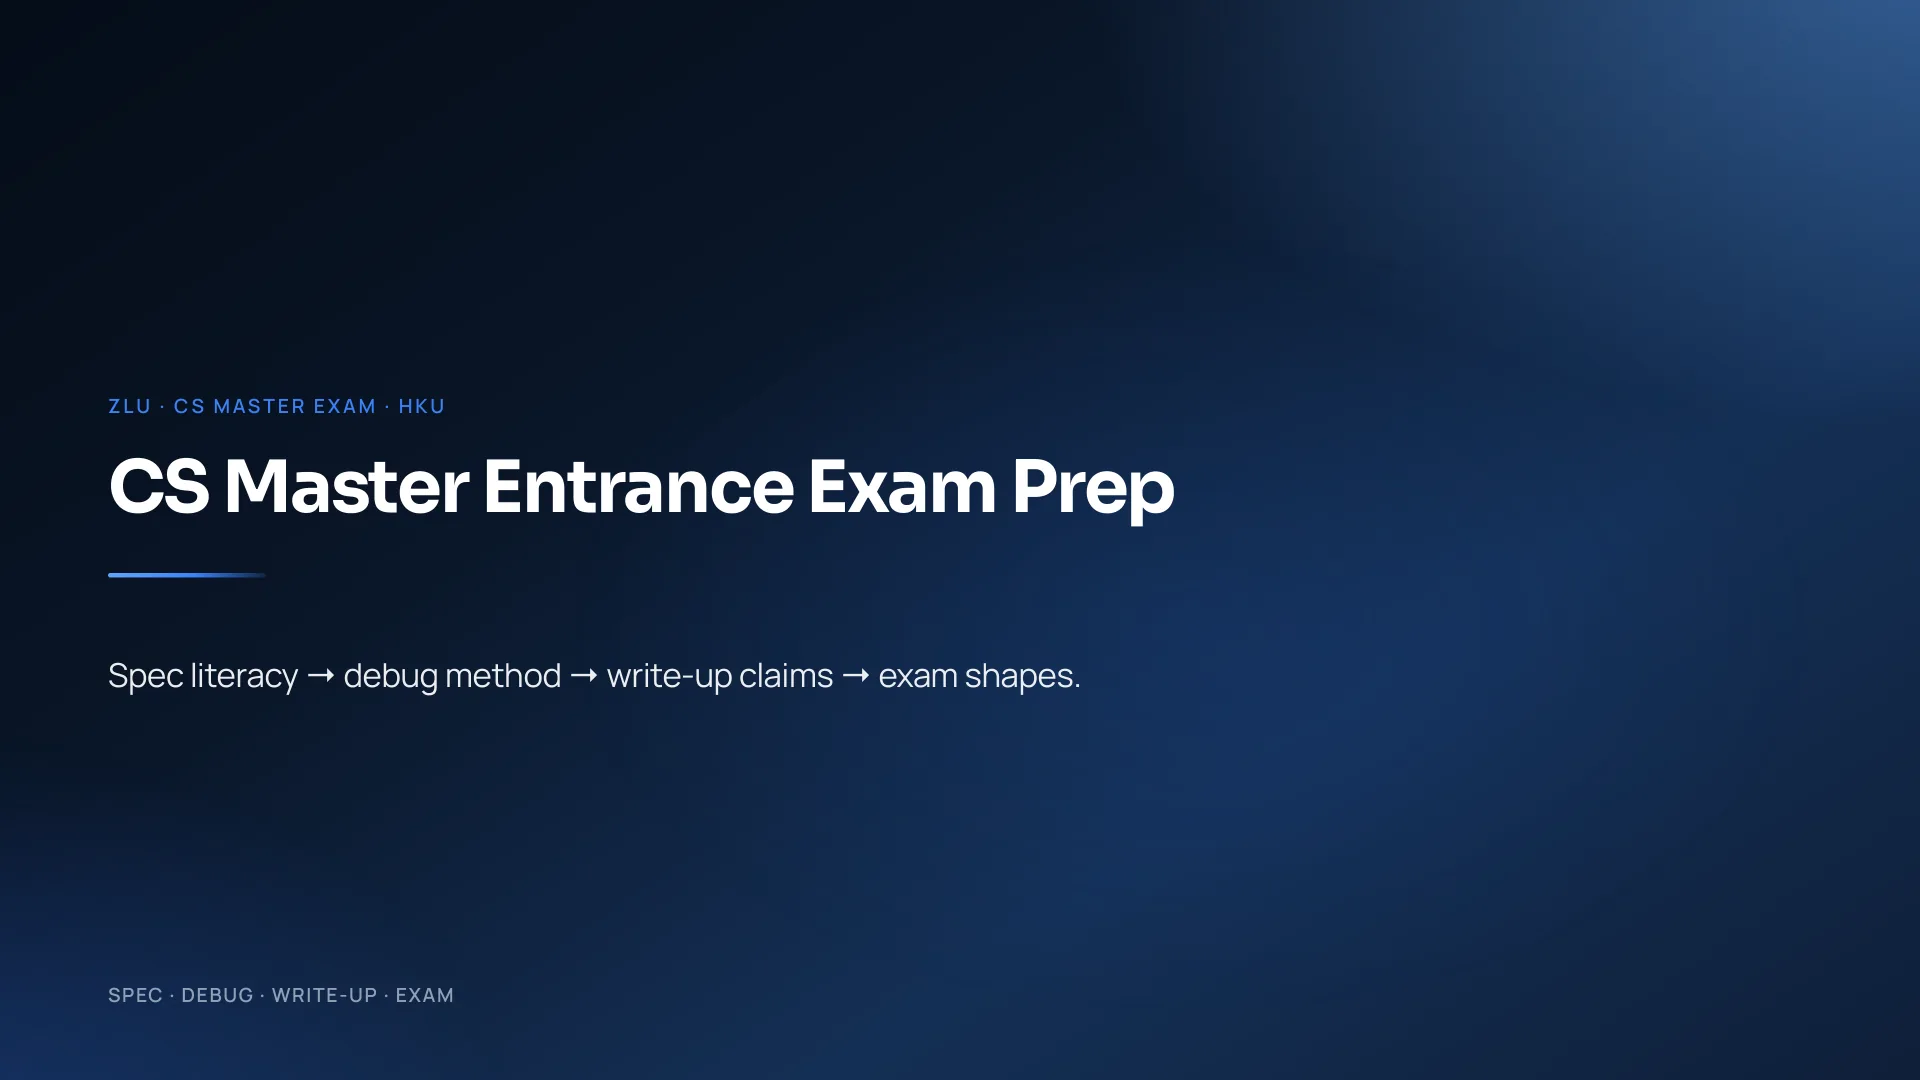 ZLU · CS MASTER EXAM · HKU
CS Master Entrance Exam Prep
Spec literacy → debug method → write-up claims → exam shapes.
SPEC · DEBUG · WRITE-UP · EXAM